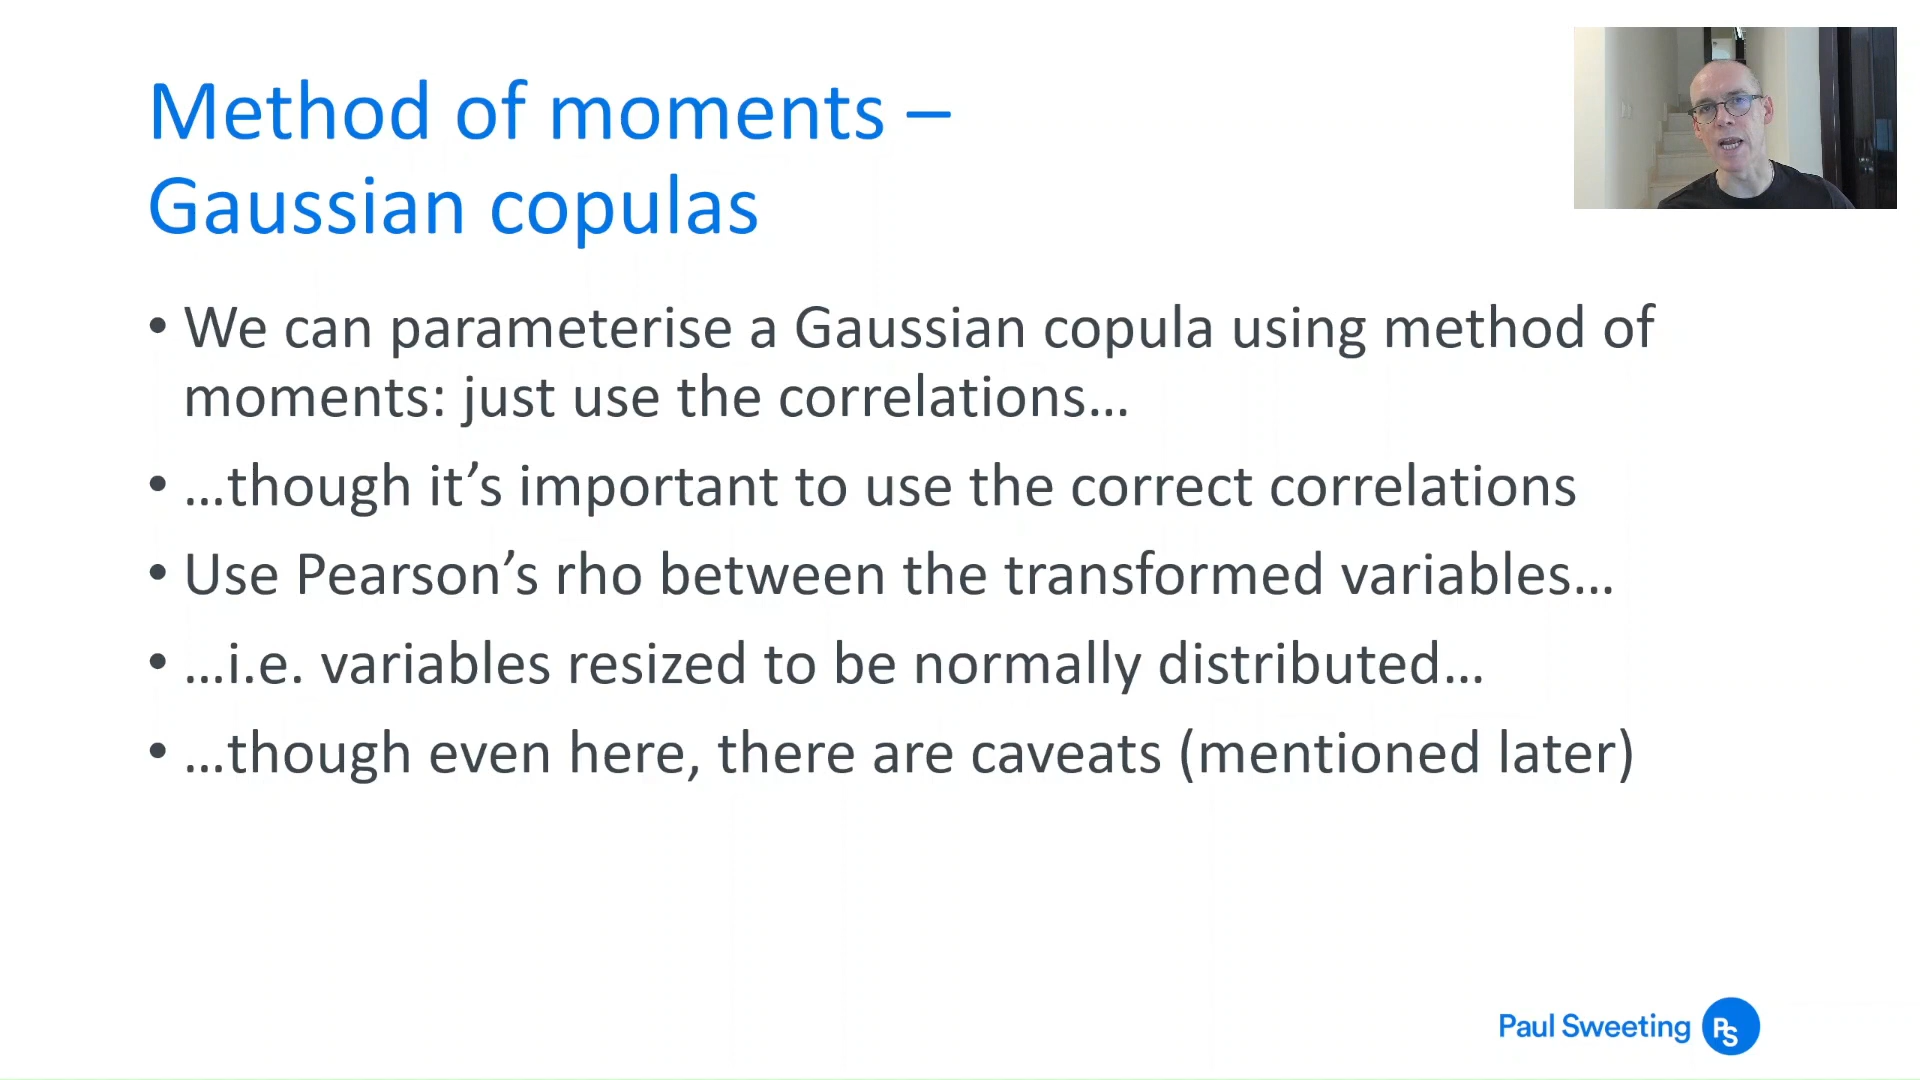 Method of moments –
Gaussian copulas
• We can parameterise a Gaussian copula using method of
moments: just use the correlations…
• …though it’s important to use the correct correlations
• Use Pearson’s rho between the transformed variables…
• …i.e. variables resized to be normally distributed…
• …though even here, there are caveats (mentioned later)
Paul Sweeting PS